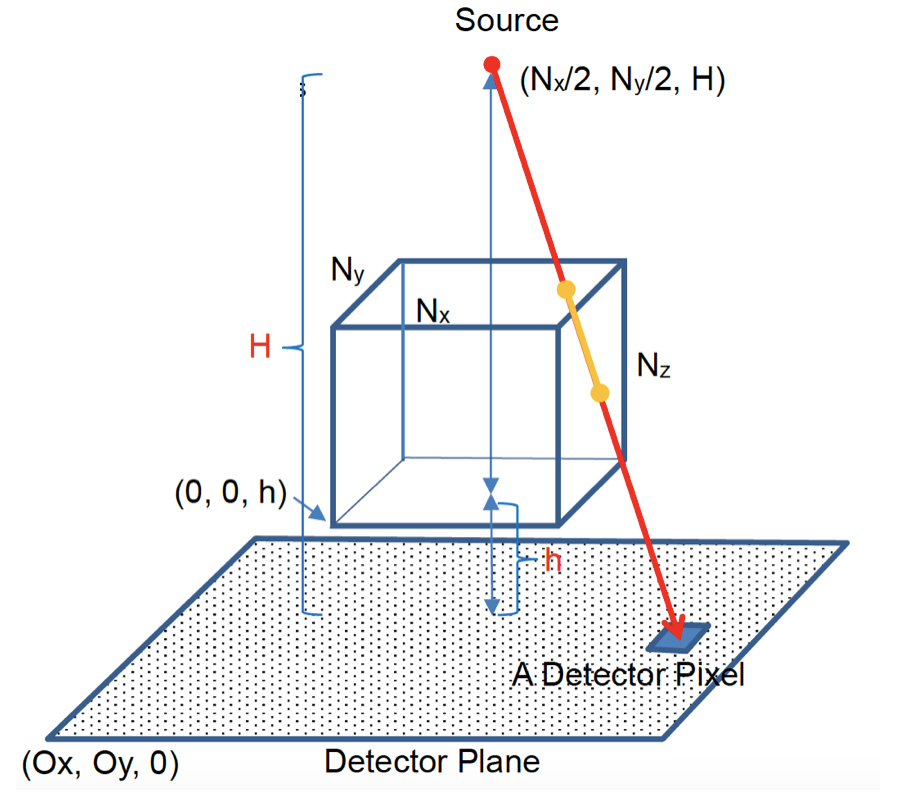 Source
(Nx/2, Ny/2, H)
Ny
Nx
H
Nz
(0, 0, h)
h
A Detector Pixel
(Ox, Oy, 0)
Detector Plane